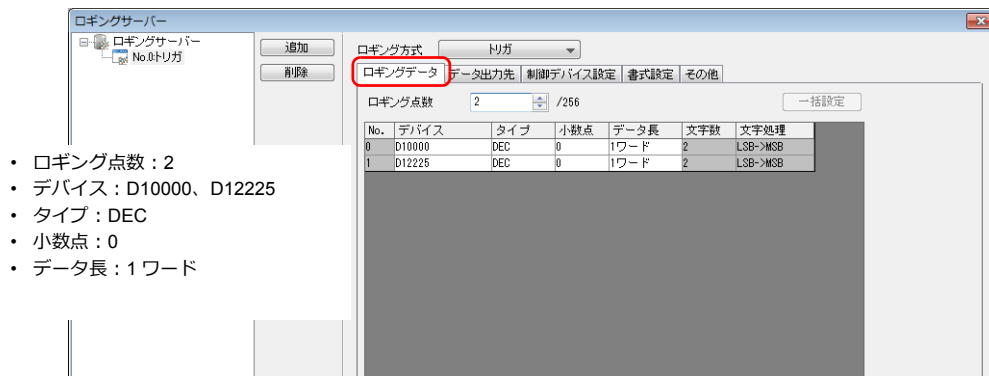 ロギングサーバー
ロギングサーバー
No.0:トリガ
追加
削除
ロギング方式 トリガ
ロギングデータ データ出力先 制御デバイス設定 書式設定 その他
ロギング点数 2 /256 一括設定
No. デバイス タイプ 小数点 データ長 文字数 文字処理
0 D10000 DEC 0 1ワード 2 LSB->MSB
1 D12225 DEC 0 1ワード 2 LSB->MSB
• ロギング点数：2
• デバイス：D10000、D12225
• タイプ：DEC
• 小数点：0
• データ長：1 ワード